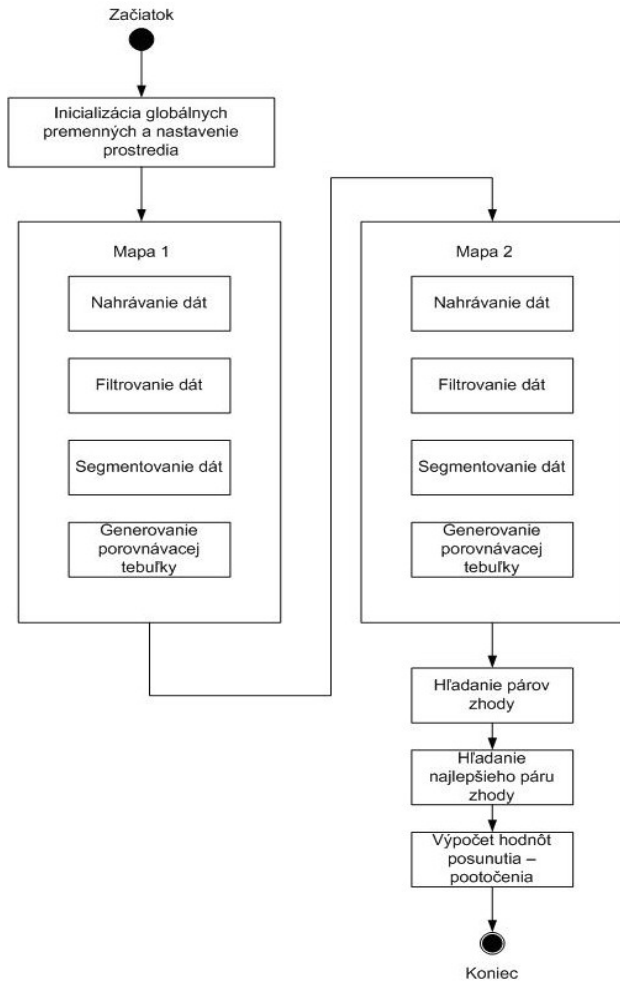 Začiatok
Inicializácia globálnych
premenných a nastavenie
prostredia
Mapa 1
Nahrávanie dát
Filtrovanie dát
Segmentovanie dát
Generovanie
porovnávacej
tebuľky
Mapa 2
Nahrávanie dát
Filtrovanie dát
Segmentovanie dát
Generovanie
porovnávacej
tebuľky
Hľadanie párov
zhody
Hľadanie
najlepšieho páru
zhody
Výpočet hodnôt
posunutia –
pootočenia
Koniec